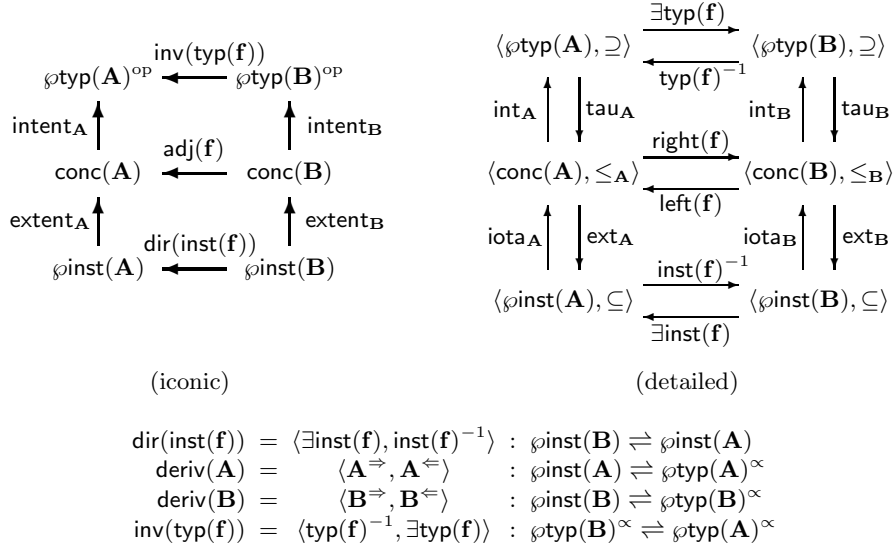 inv(typ(f))
℘typ(A)ᵒᵖ ℘typ(B)ᵒᵖ
intent_A intent_B
adj(f)
conc(A) conc(B)
extent_A extent_B
dir(inst(f))
℘inst(A) ℘inst(B)
(iconic)
∃typ(f)
⟨℘typ(A), ⊇⟩ ⟨℘typ(B), ⊇⟩
typ(f)⁻¹
int_A tau_A int_B tau_B
right(f)
⟨conc(A), ≤_A⟩ ⟨conc(B), ≤_B⟩
left(f)
iota_A ext_A iota_B ext_B
inst(f)⁻¹
⟨℘inst(A), ⊆⟩ ⟨℘inst(B), ⊆⟩
∃inst(f)
(detailed)
dir(inst(f)) = ⟨∃inst(f), inst(f)⁻¹⟩ : ℘inst(B) ⇌ ℘inst(A)
deriv(A) = ⟨A^⇒, A^⇐⟩ : ℘inst(A) ⇌ ℘typ(A)^∝
deriv(B) = ⟨B^⇒, B^⇐⟩ : ℘inst(B) ⇌ ℘typ(B)^∝
inv(typ(f)) = ⟨typ(f)⁻¹, ∃typ(f)⟩ : ℘typ(B)^∝ ⇌ ℘typ(A)^∝